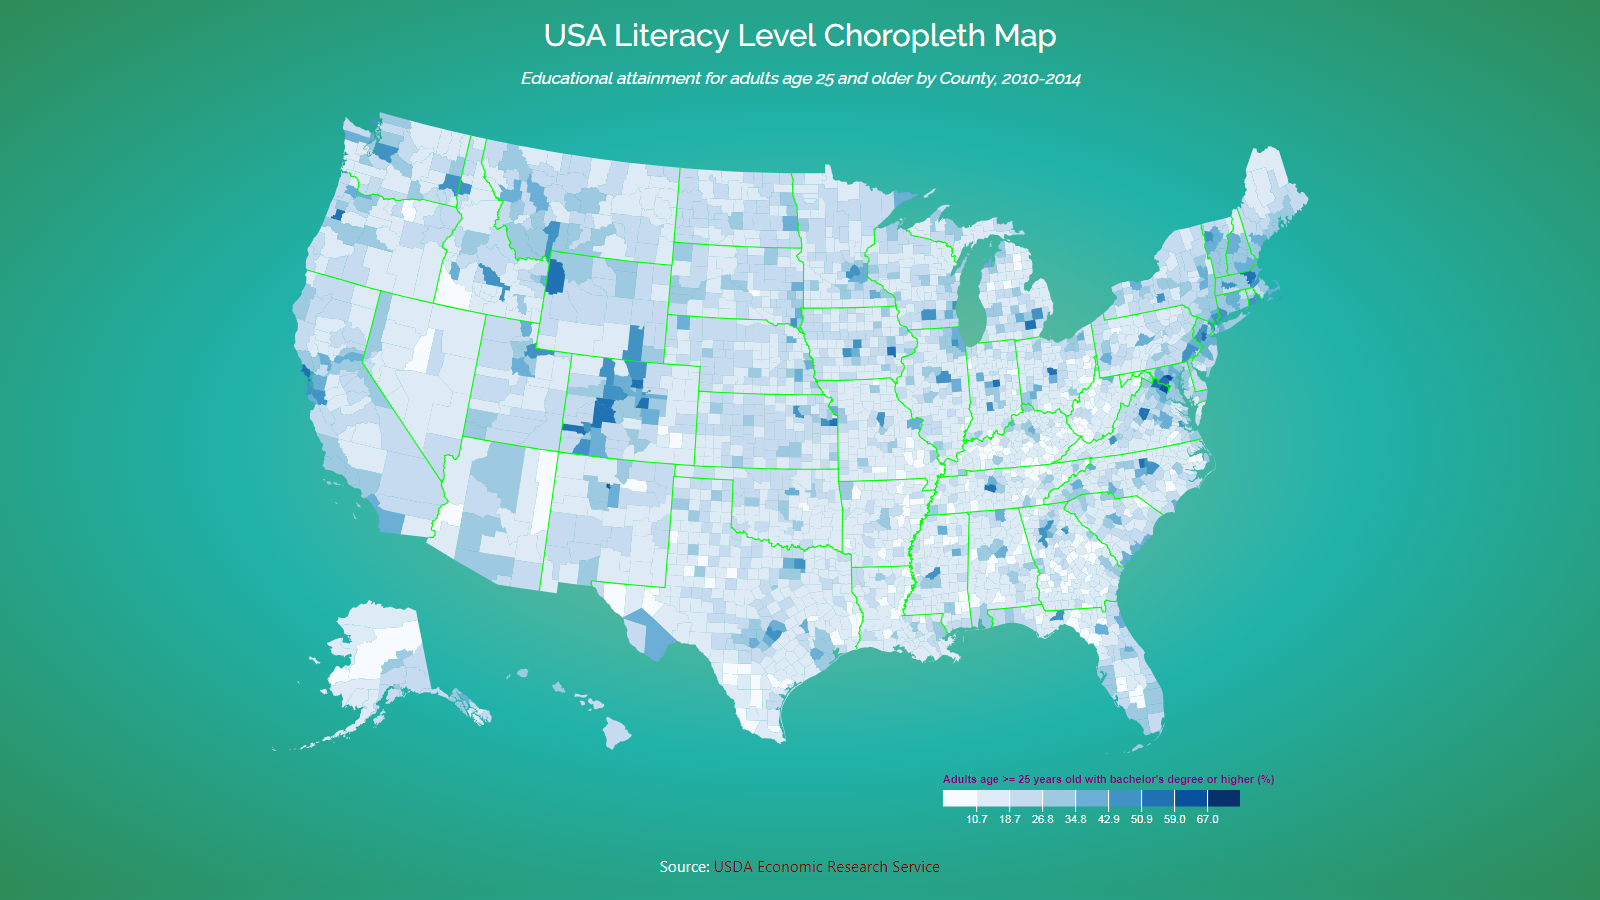 USA Literacy Level Choropleth Map
Educational attainment for adults age 25 and older by County, 2010-2014
Adults age >= 25 years old with bachelor's degree or higher (%)
10.7 18.7 26.8 34.8 42.9 50.9 59.0 67.0
Source: USDA Economic Research Service